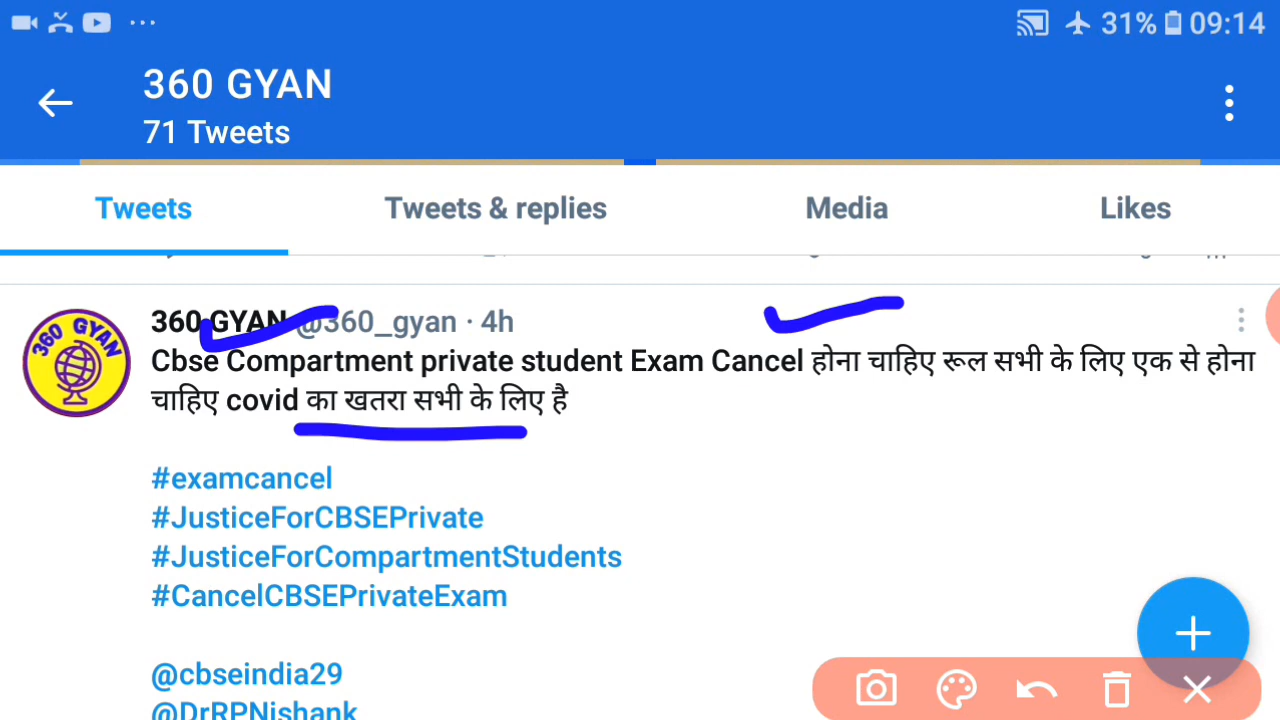 31% 09:14
360 GYAN
71 Tweets
Tweets Tweets & replies Media Likes
360 GYAN
360 GYAN @360_gyan · 4h
Cbse Compartment private student Exam Cancel होना चाहिए रूल सभी के लिए एक से होना
चाहिए covid का खतरा सभी के लिए है
#examcancel
#JusticeForCBSEPrivate
#JusticeForCompartmentStudents
#CancelCBSEPrivateExam
@cbseindia29
@DrRPNishank